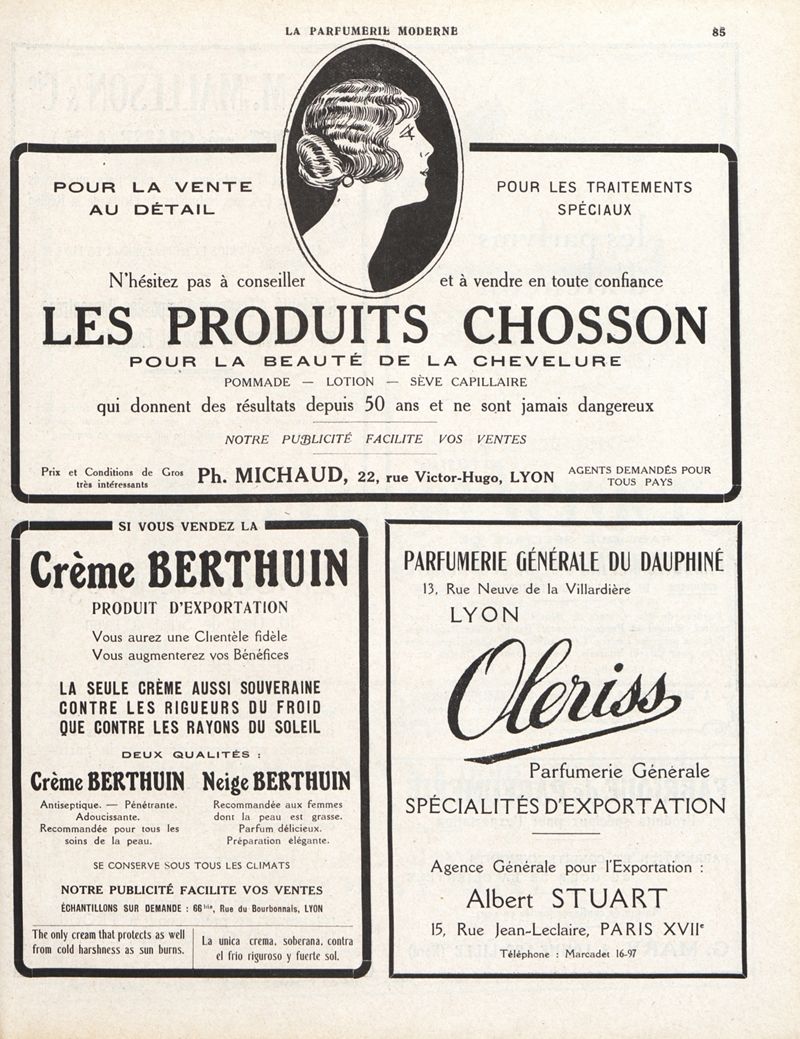 LA PARFUMERIE MODERNE
85
POUR LA VENTE
AU DÉTAIL
POUR LES TRAITEMENTS
SPÉCIAUX
N'hésitez pas à conseiller et à vendre en toute confiance
LES PRODUITS CHOSSON
POUR LA BEAUTÉ DE LA CHEVELURE
POMMADE — LOTION — SÈVE CAPILLAIRE
qui donnent des résultats depuis 50 ans et ne sont jamais dangereux
NOTRE PUBLICITÉ FACILITE VOS VENTES
Prix et Conditions de Gros
très intéressants
Ph. MICHAUD, 22, rue Victor-Hugo, LYON
AGENTS DEMANDÉS POUR
TOUS PAYS
SI VOUS VENDEZ LA
Crème BERTHUIN
PRODUIT D'EXPORTATION
Vous aurez une Clientèle fidèle
Vous augmenterez vos Bénéfices
LA SEULE CRÈME AUSSI SOUVERAINE
CONTRE LES RIGUEURS DU FROID
QUE CONTRE LES RAYONS DU SOLEIL
DEUX QUALITÉS :
Crème BERTHUIN
Antiseptique. — Pénétrante.
Adoucissante.
Recommandée pour tous les
soins de la peau.
Neige BERTHUIN
Recommandée aux femmes
dont la peau est grasse.
Parfum délicieux.
Préparation élégante.
SE CONSERVE SOUS TOUS LES CLIMATS
NOTRE PUBLICITÉ FACILITE VOS VENTES
ÉCHANTILLONS SUR DEMANDE : 66 bis, Rue du Bourbonnais, LYON
The only cream that protects as well
from cold harshness as sun burns.
La unica crema, soberana, contra
el frio riguroso y fuerte sol.
PARFUMERIE GÉNÉRALE DU DAUPHINÉ
13, Rue Neuve de la Villardière
LYON
Oleriss
Parfumerie Générale
SPÉCIALITÉS D'EXPORTATION
Agence Générale pour l'Exportation :
Albert STUART
15, Rue Jean-Leclaire, PARIS XVIIe
Téléphone : Marcadet 16-97